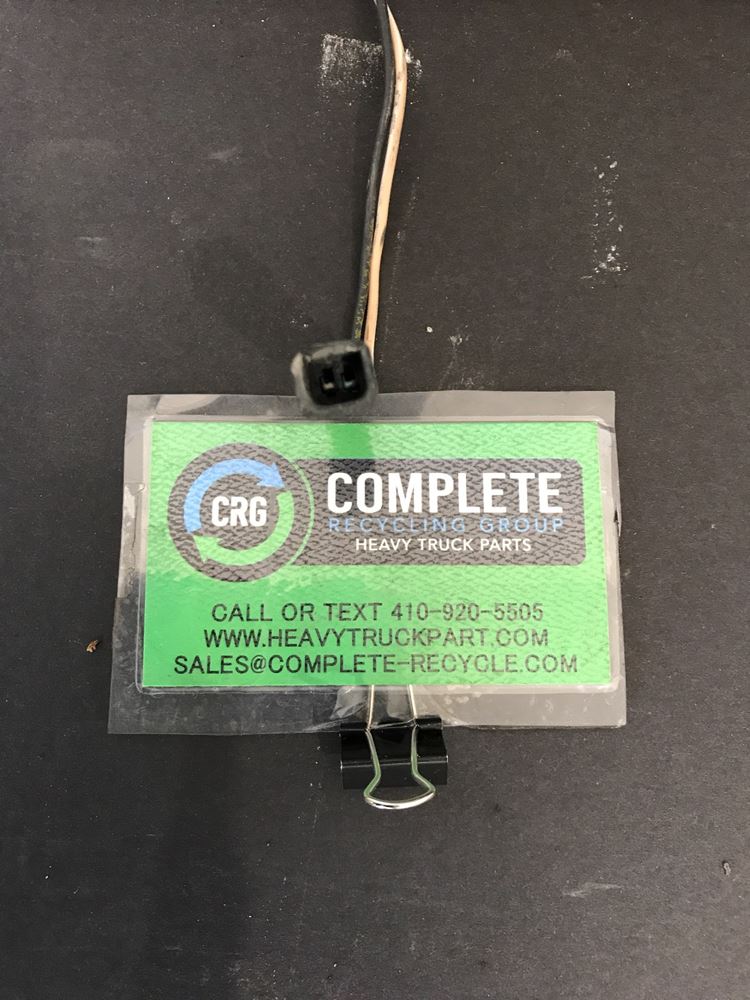 CRG
COMPLETE
RECYCLING GROUP
HEAVY TRUCK PARTS
CALL OR TEXT 410-920-5505
WWW.HEAVYTRUCKPART.COM
SALES@COMPLETE-RECYCLE.COM